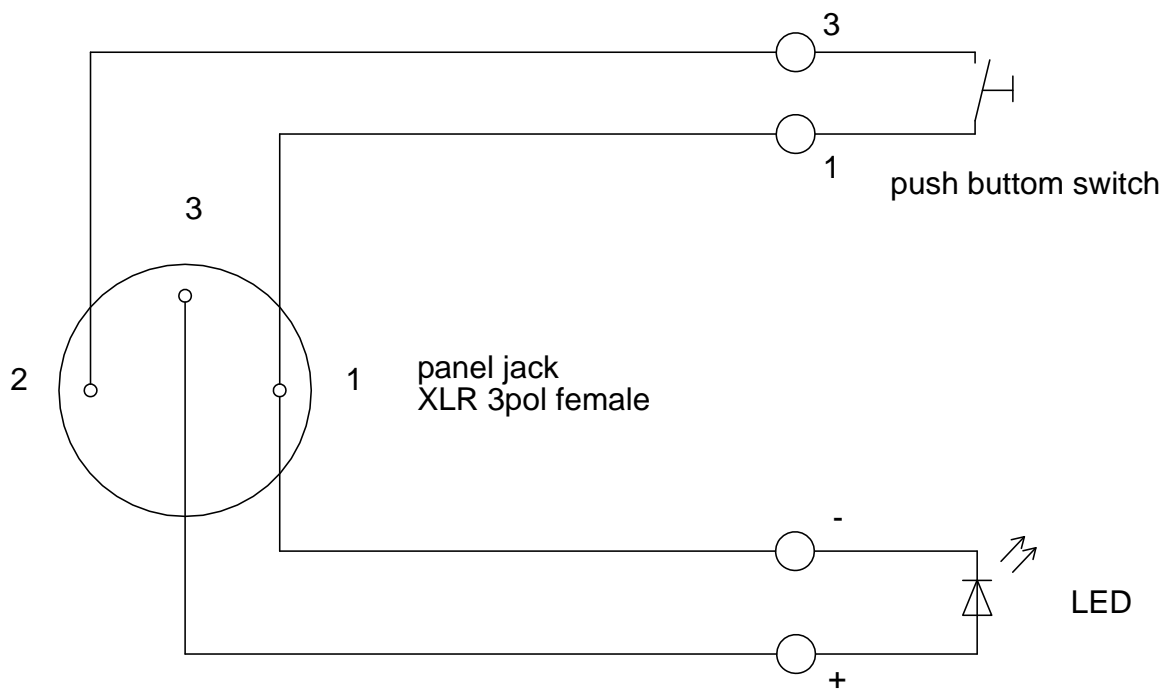 3
1
push buttom switch
3
2
1
panel jack
XLR 3pol female
-
LED
+